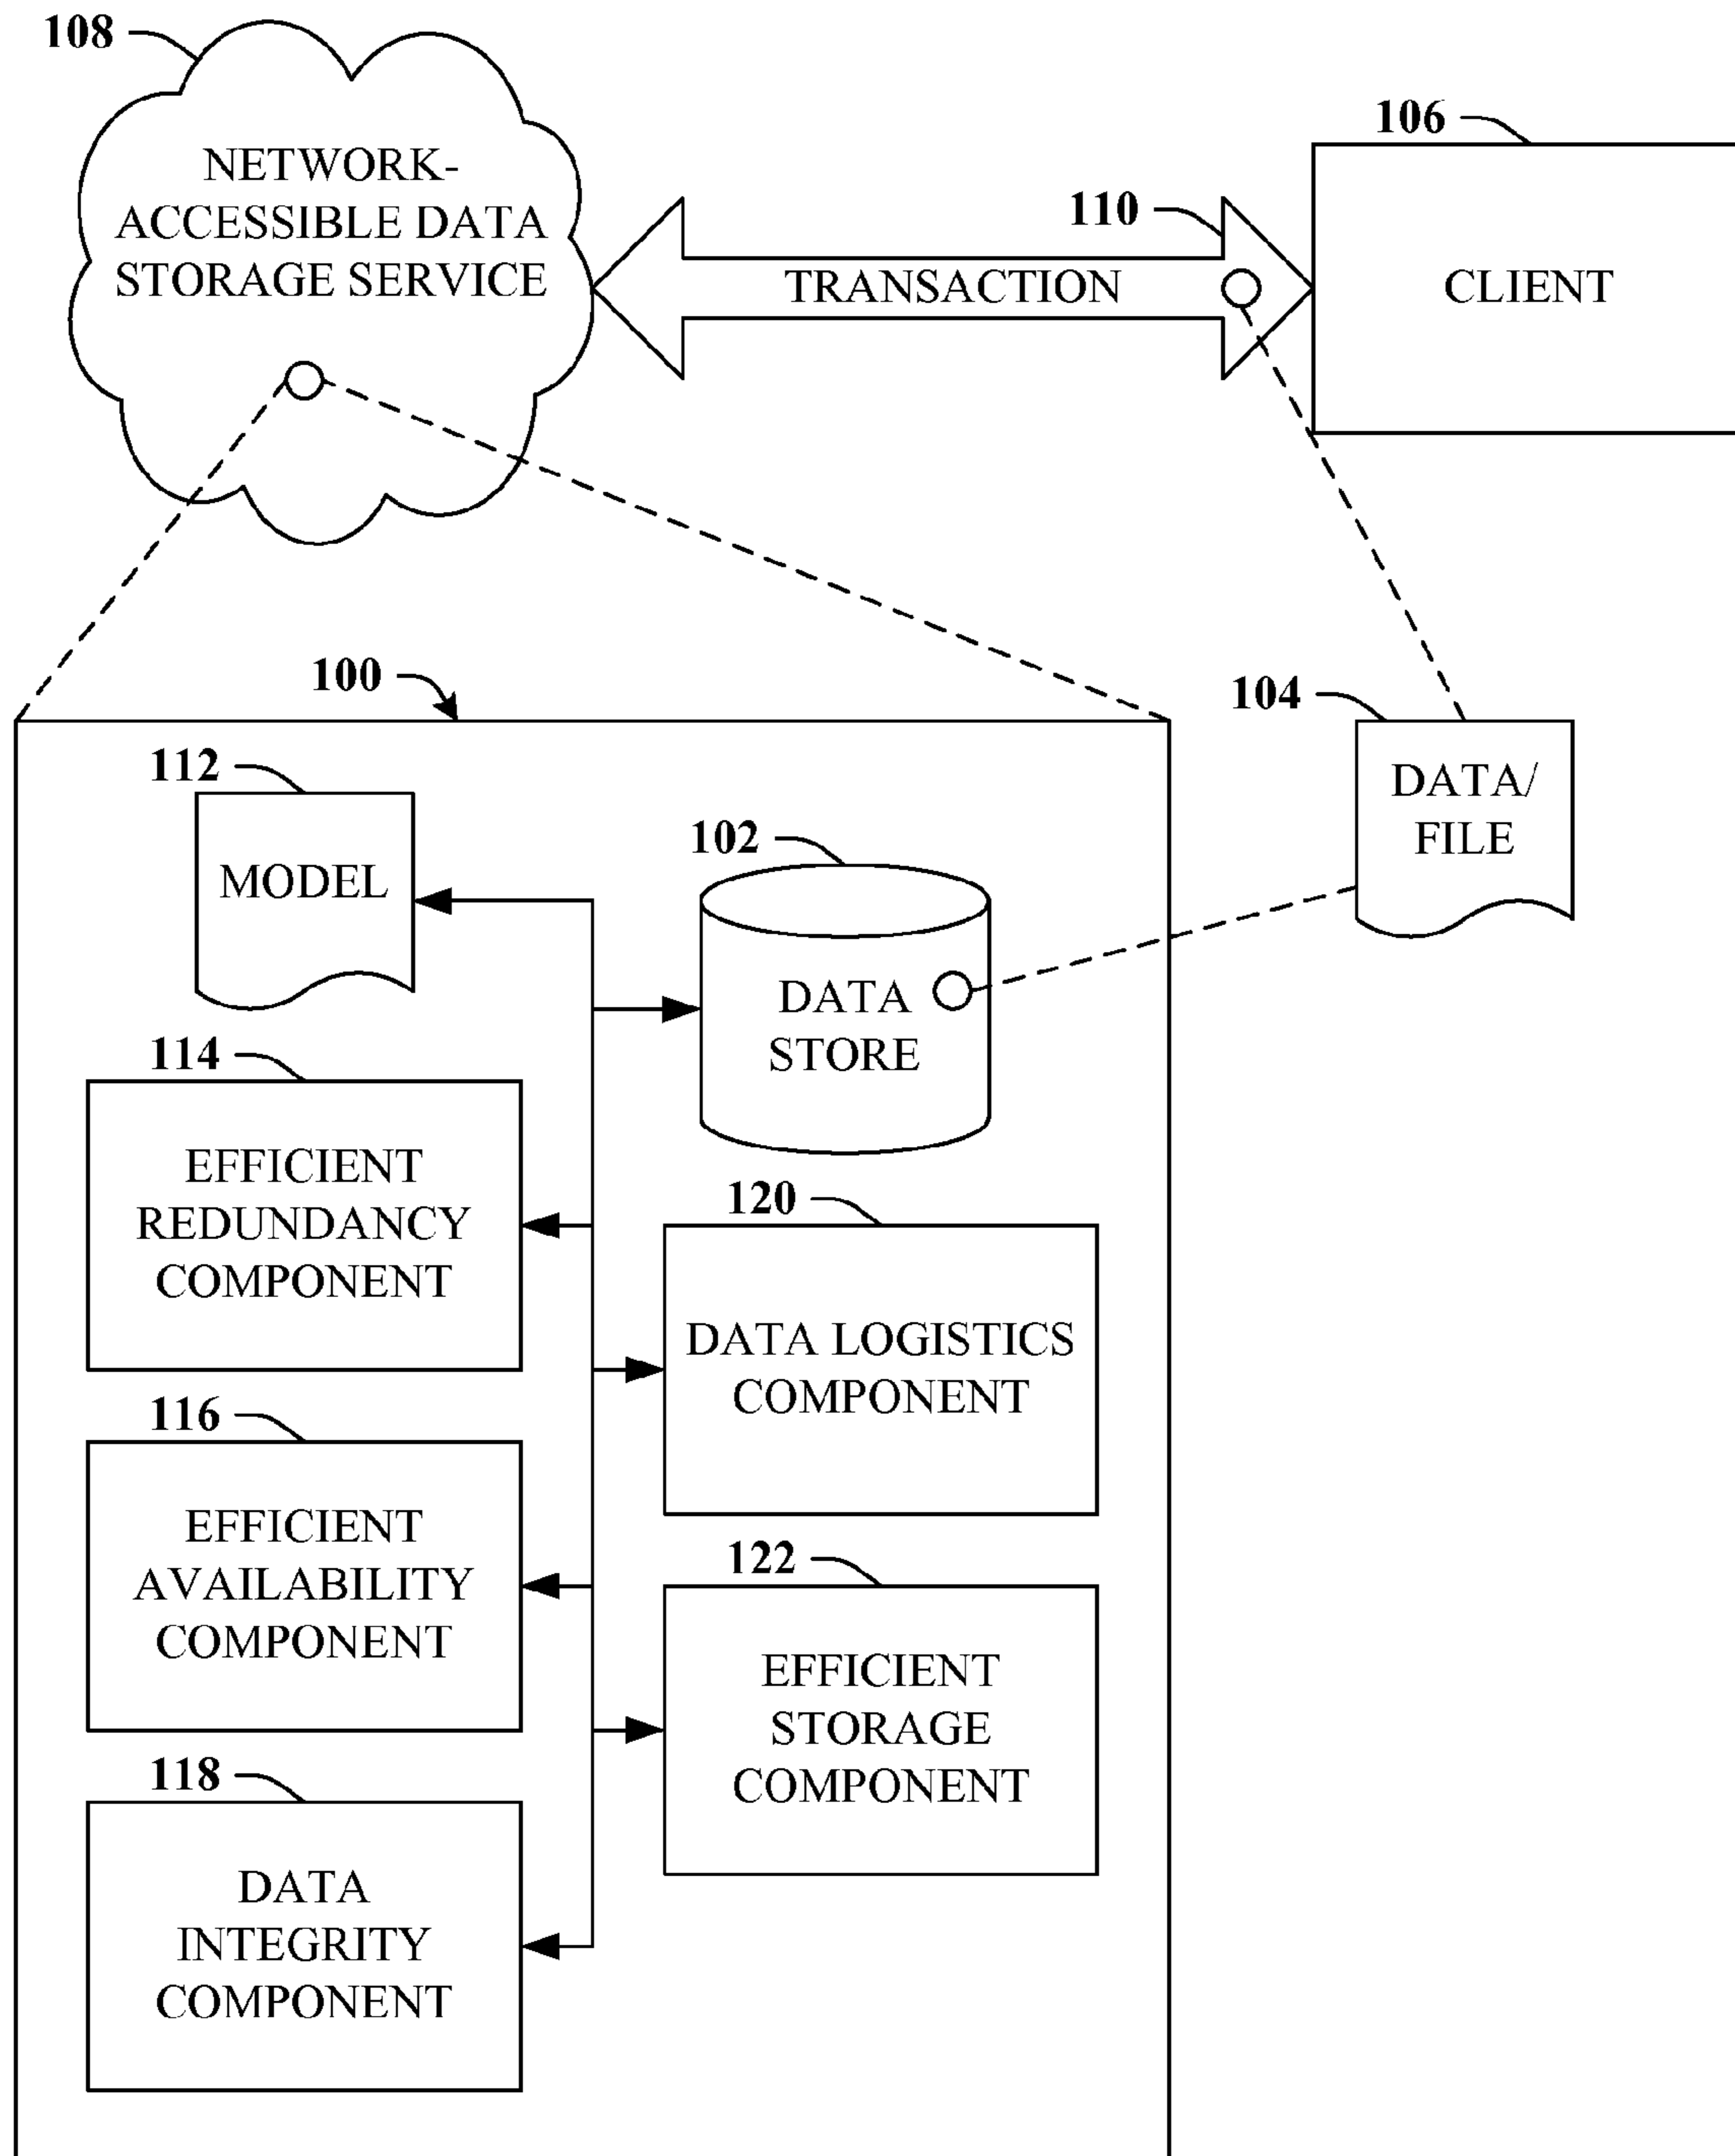 108
NETWORK-
ACCESSIBLE DATA
STORAGE SERVICE
110
TRANSACTION
106
CLIENT
100
104
DATA/
FILE
112
MODEL
102
DATA
STORE
114
EFFICIENT
REDUNDANCY
COMPONENT
120
DATA LOGISTICS
COMPONENT
116
EFFICIENT
AVAILABILITY
COMPONENT
122
EFFICIENT
STORAGE
COMPONENT
118
DATA
INTEGRITY
COMPONENT